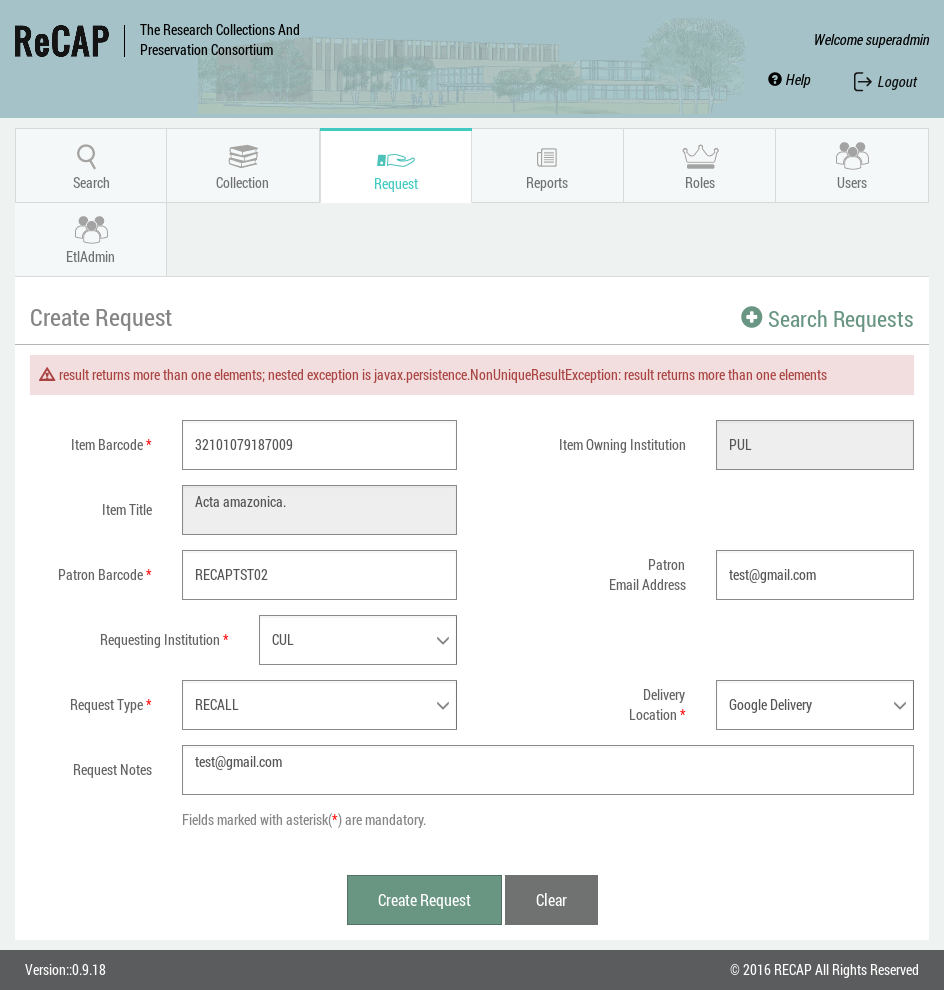 ReCAP
The Research Collections And
Preservation Consortium
Welcome superadmin
Help
Logout
Search
Collection
Request
Reports
Roles
Users
EtlAdmin
Create Request
Search Requests
result returns more than one elements; nested exception is javax.persistence.NonUniqueResultException: result returns more than one elements
Item Barcode *
32101079187009
Item Owning Institution
PUL
Item Title
Acta amazonica.
Patron Barcode *
RECAPTST02
Patron
Email Address
test@gmail.com
Requesting Institution *
CUL
Request Type *
RECALL
Delivery
Location *
Google Delivery
Request Notes
test@gmail.com
Fields marked with asterisk(*) are mandatory.
Create Request
Clear
Version::0.9.18
© 2016 RECAP All Rights Reserved